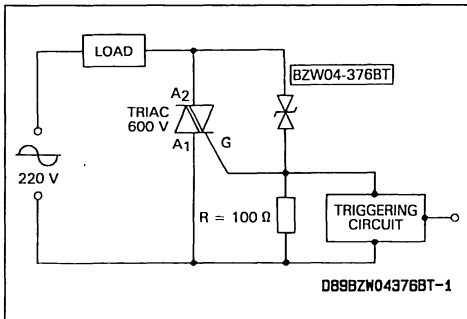 LOAD
BZW04-376BT
A2
TRIAC
600 V
A1
G
220 V
R = 100 Ω
TRIGGERING
CIRCUIT
D89BZW04376BT-1